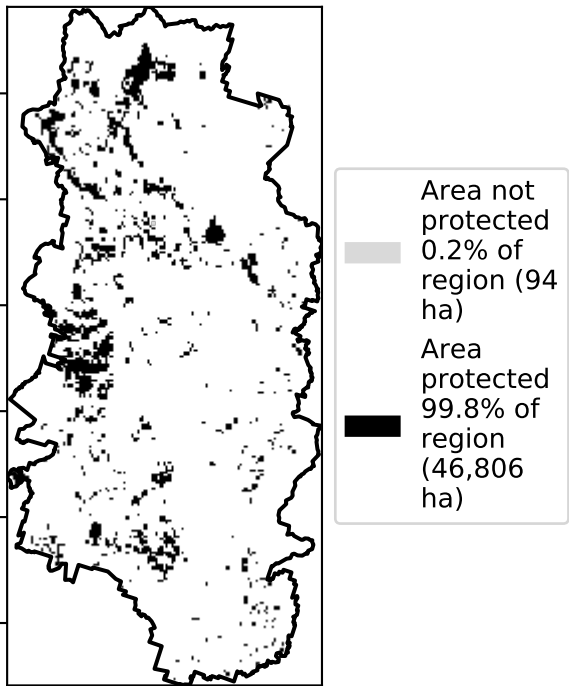 Area not
protected
0.2% of
region (94
ha)
Area
protected
99.8% of
region
(46,806
ha)